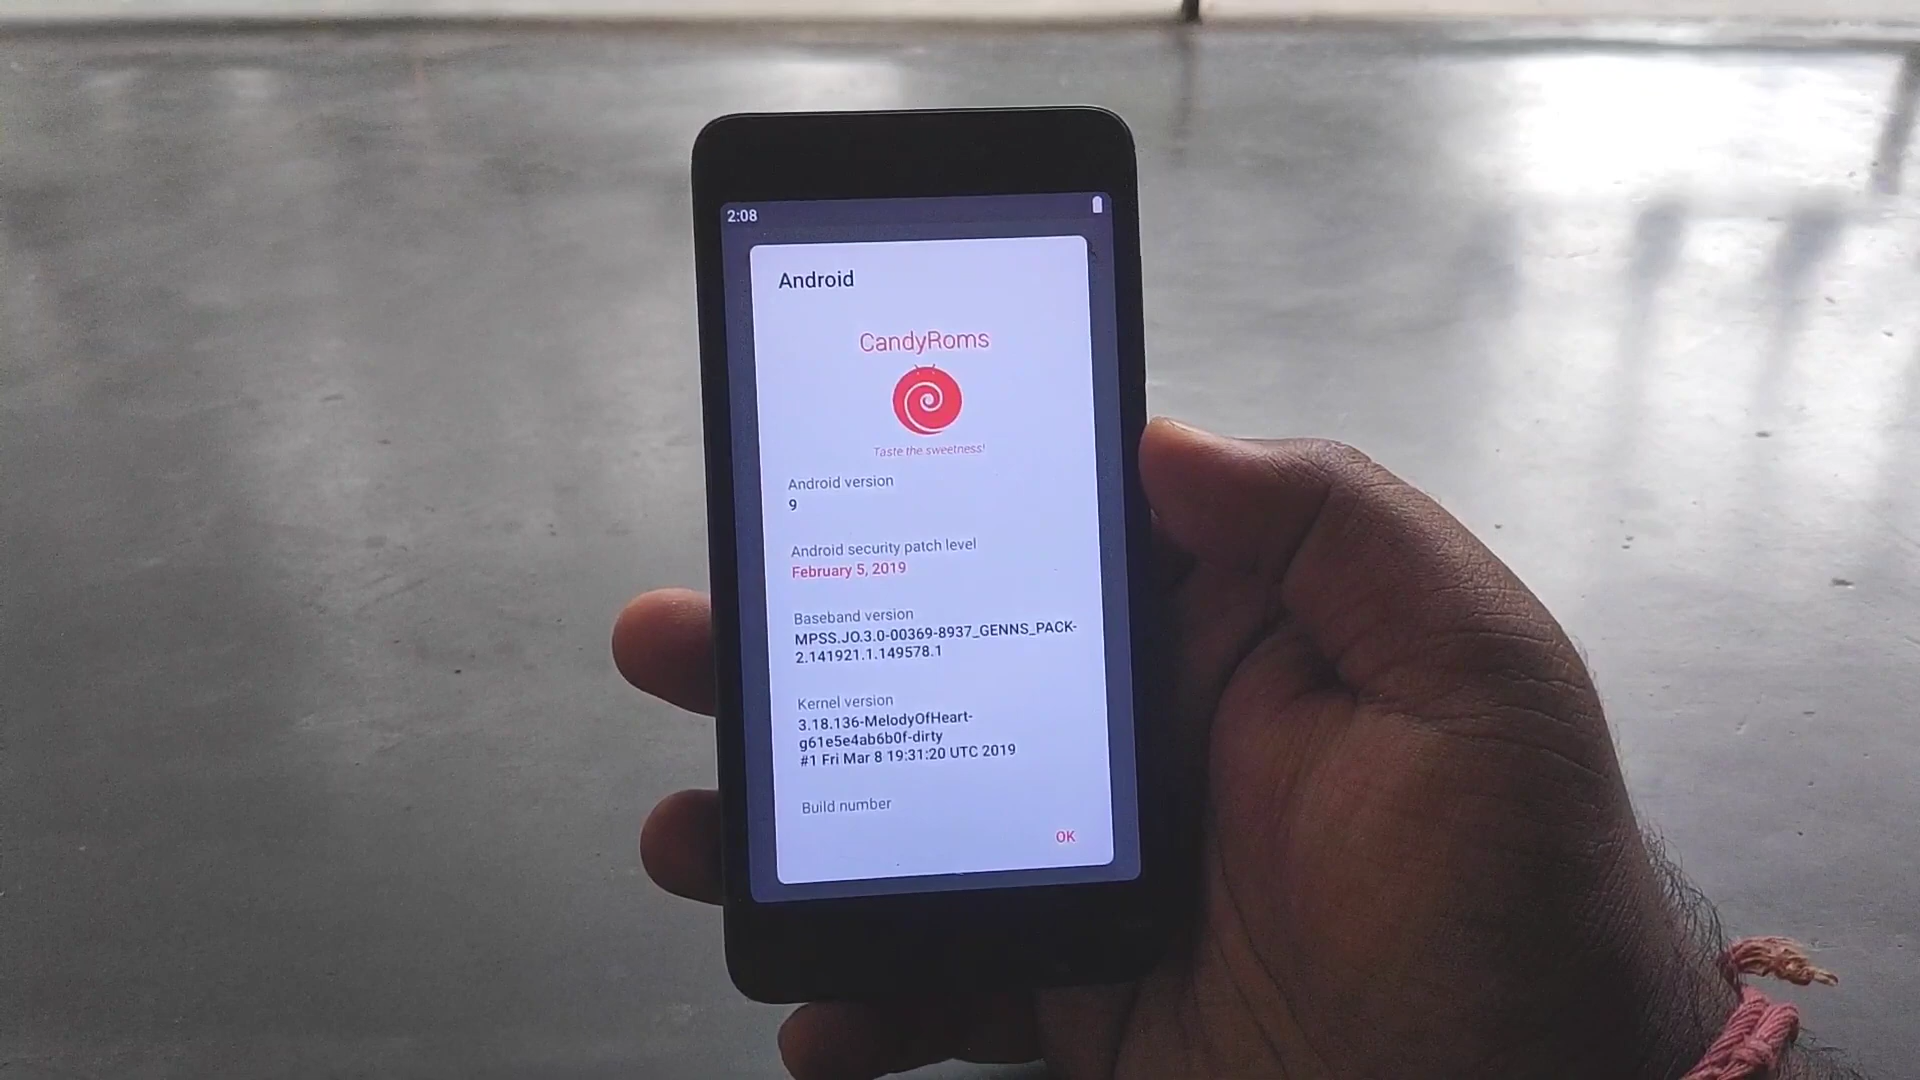 2:08
Android
CandyRoms
Taste the sweetness!
Android version
9
Android security patch level
February 5, 2019
Baseband version
MPSS.JO.3.0-00369-8937_GENNS_PACK-
2.141921.1.149578.1
Kernel version
3.18.136-MelodyOfHeart-
g61e5e4ab6b0f-dirty
#1 Fri Mar 8 19:31:20 UTC 2019
Build number
OK